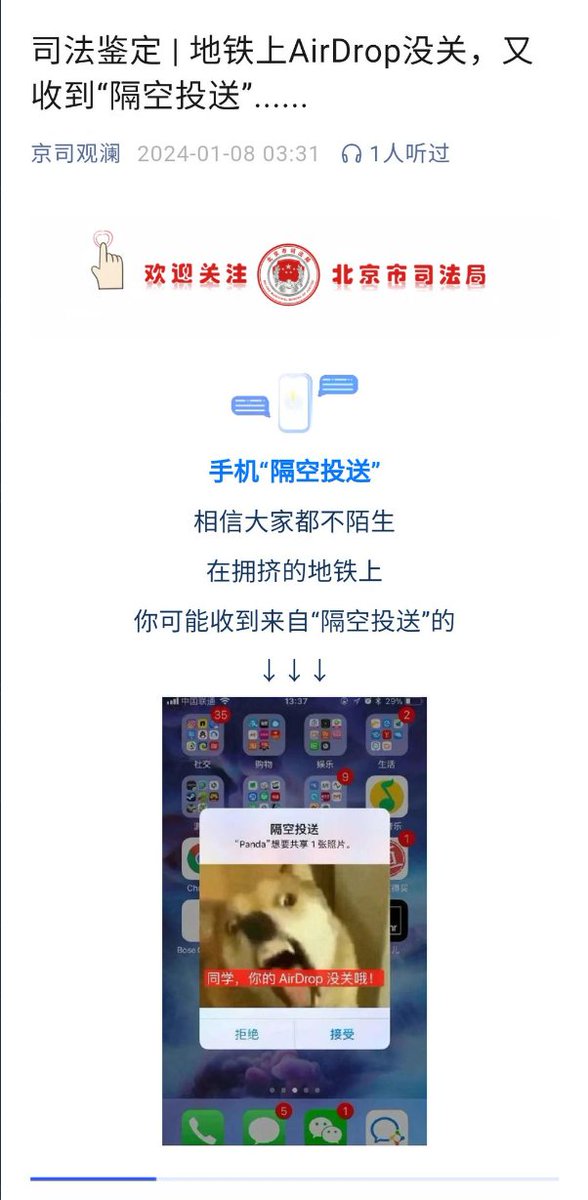 司法鉴定 | 地铁上AirDrop没关，又
收到“隔空投送”......
京司观澜 2024-01-08 03:31 1人听过
欢迎关注 北京市司法局
手机“隔空投送”
相信大家都不陌生
在拥挤的地铁上
你可能收到来自“隔空投送”的
↓↓↓
中国联通 13:37 29%
35 2
社交 购物 娱乐 生活
9
1
隔空投送
“Panda”想要共享 1 张照片。
同学，你的 AirDrop 没关哦！
拒绝 接受
5 1